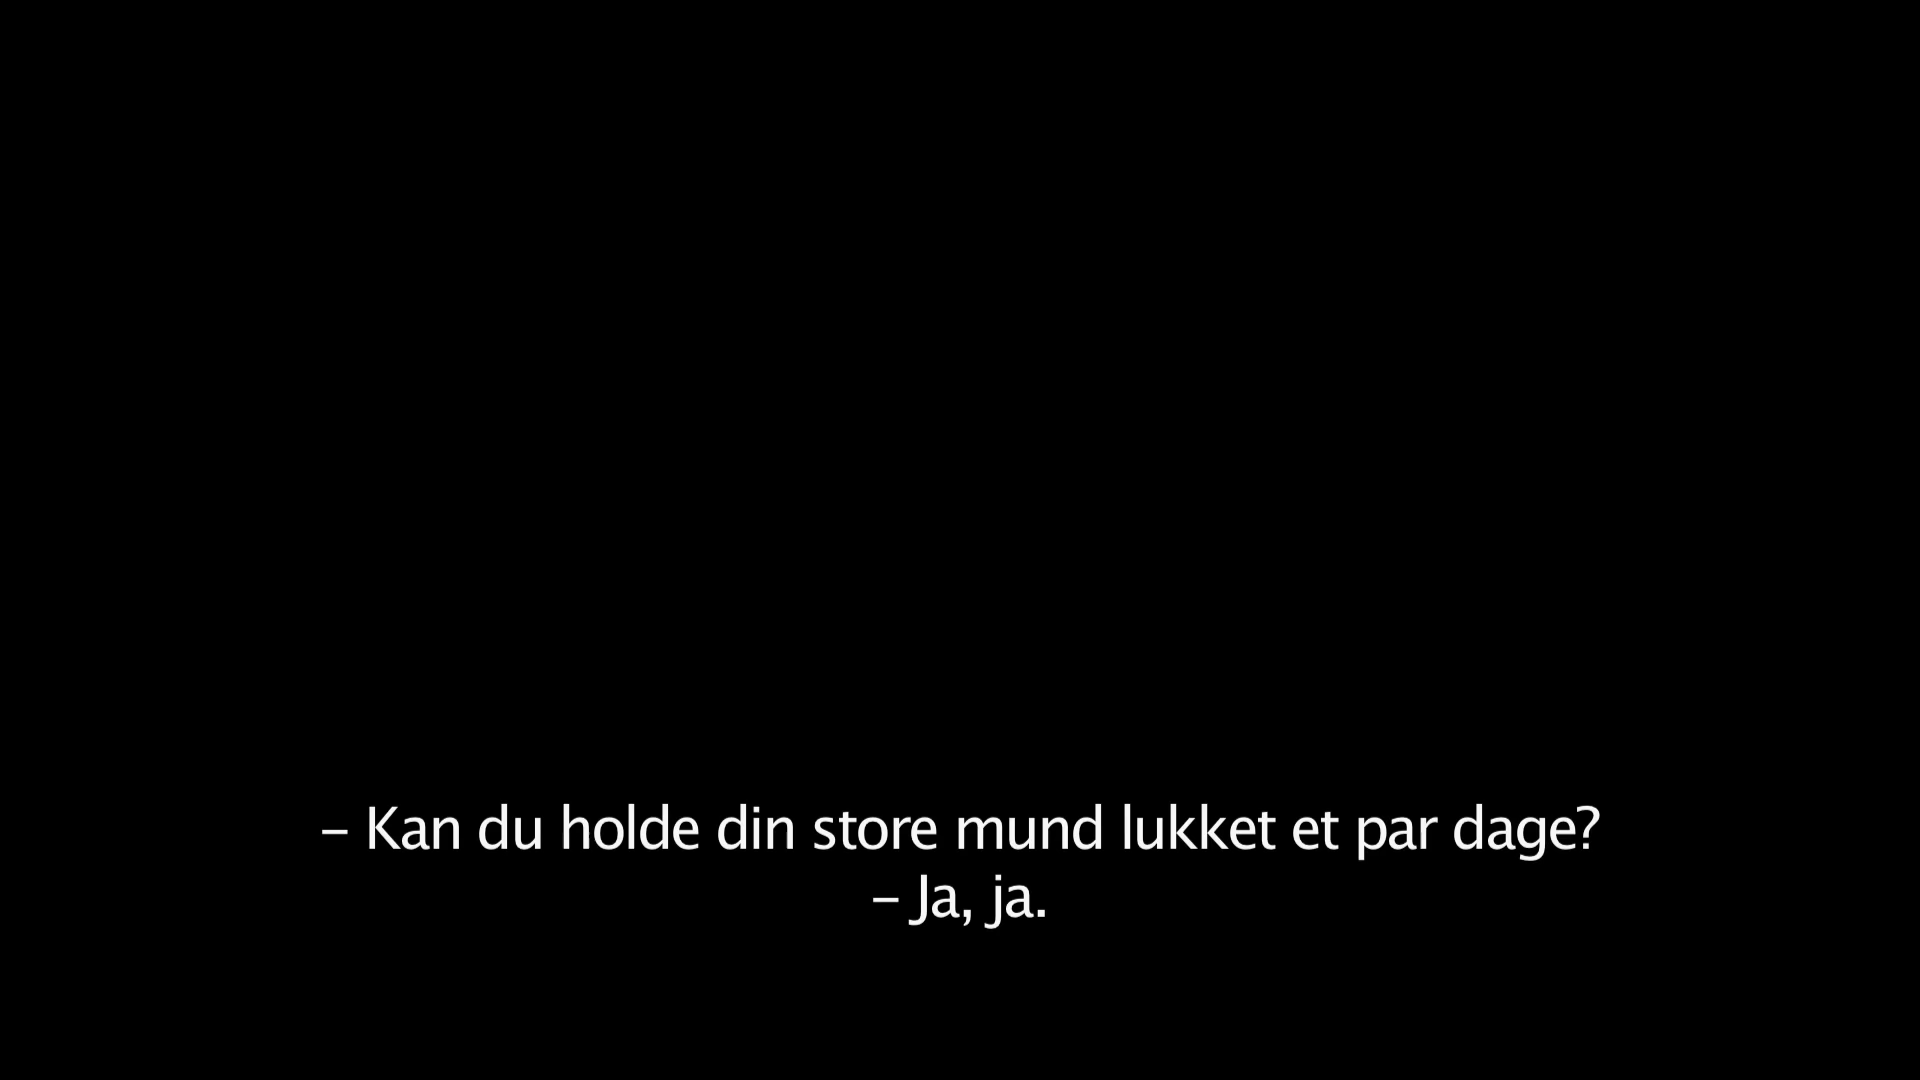 – Kan du holde din store mund lukket et par dage?
– Ja, ja.